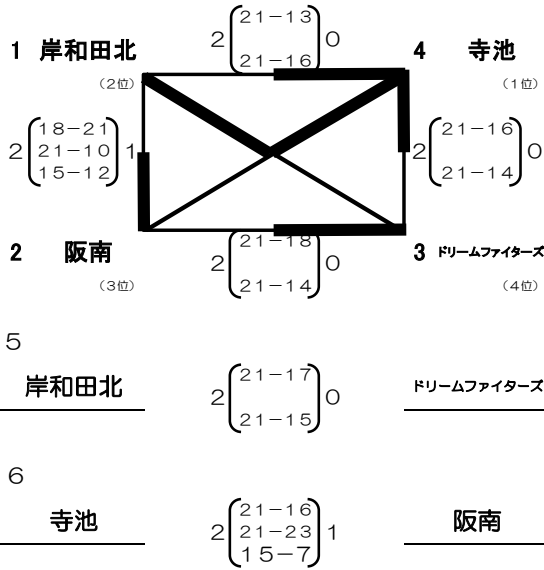 21－13
2 0
21－16
1 岸和田北 4 寺池
（2位） （1位）
18－21
2 21－10 1
15－12
21－16
2 0
21－14
21－18
2 0
21－14
2 阪南 3 ドリームファイターズ
（3位） （4位）
5
21－17
岸和田北 2 0 ドリームファイターズ
21－15
6
21－16
寺池 2 21－23 1 阪南
15－7